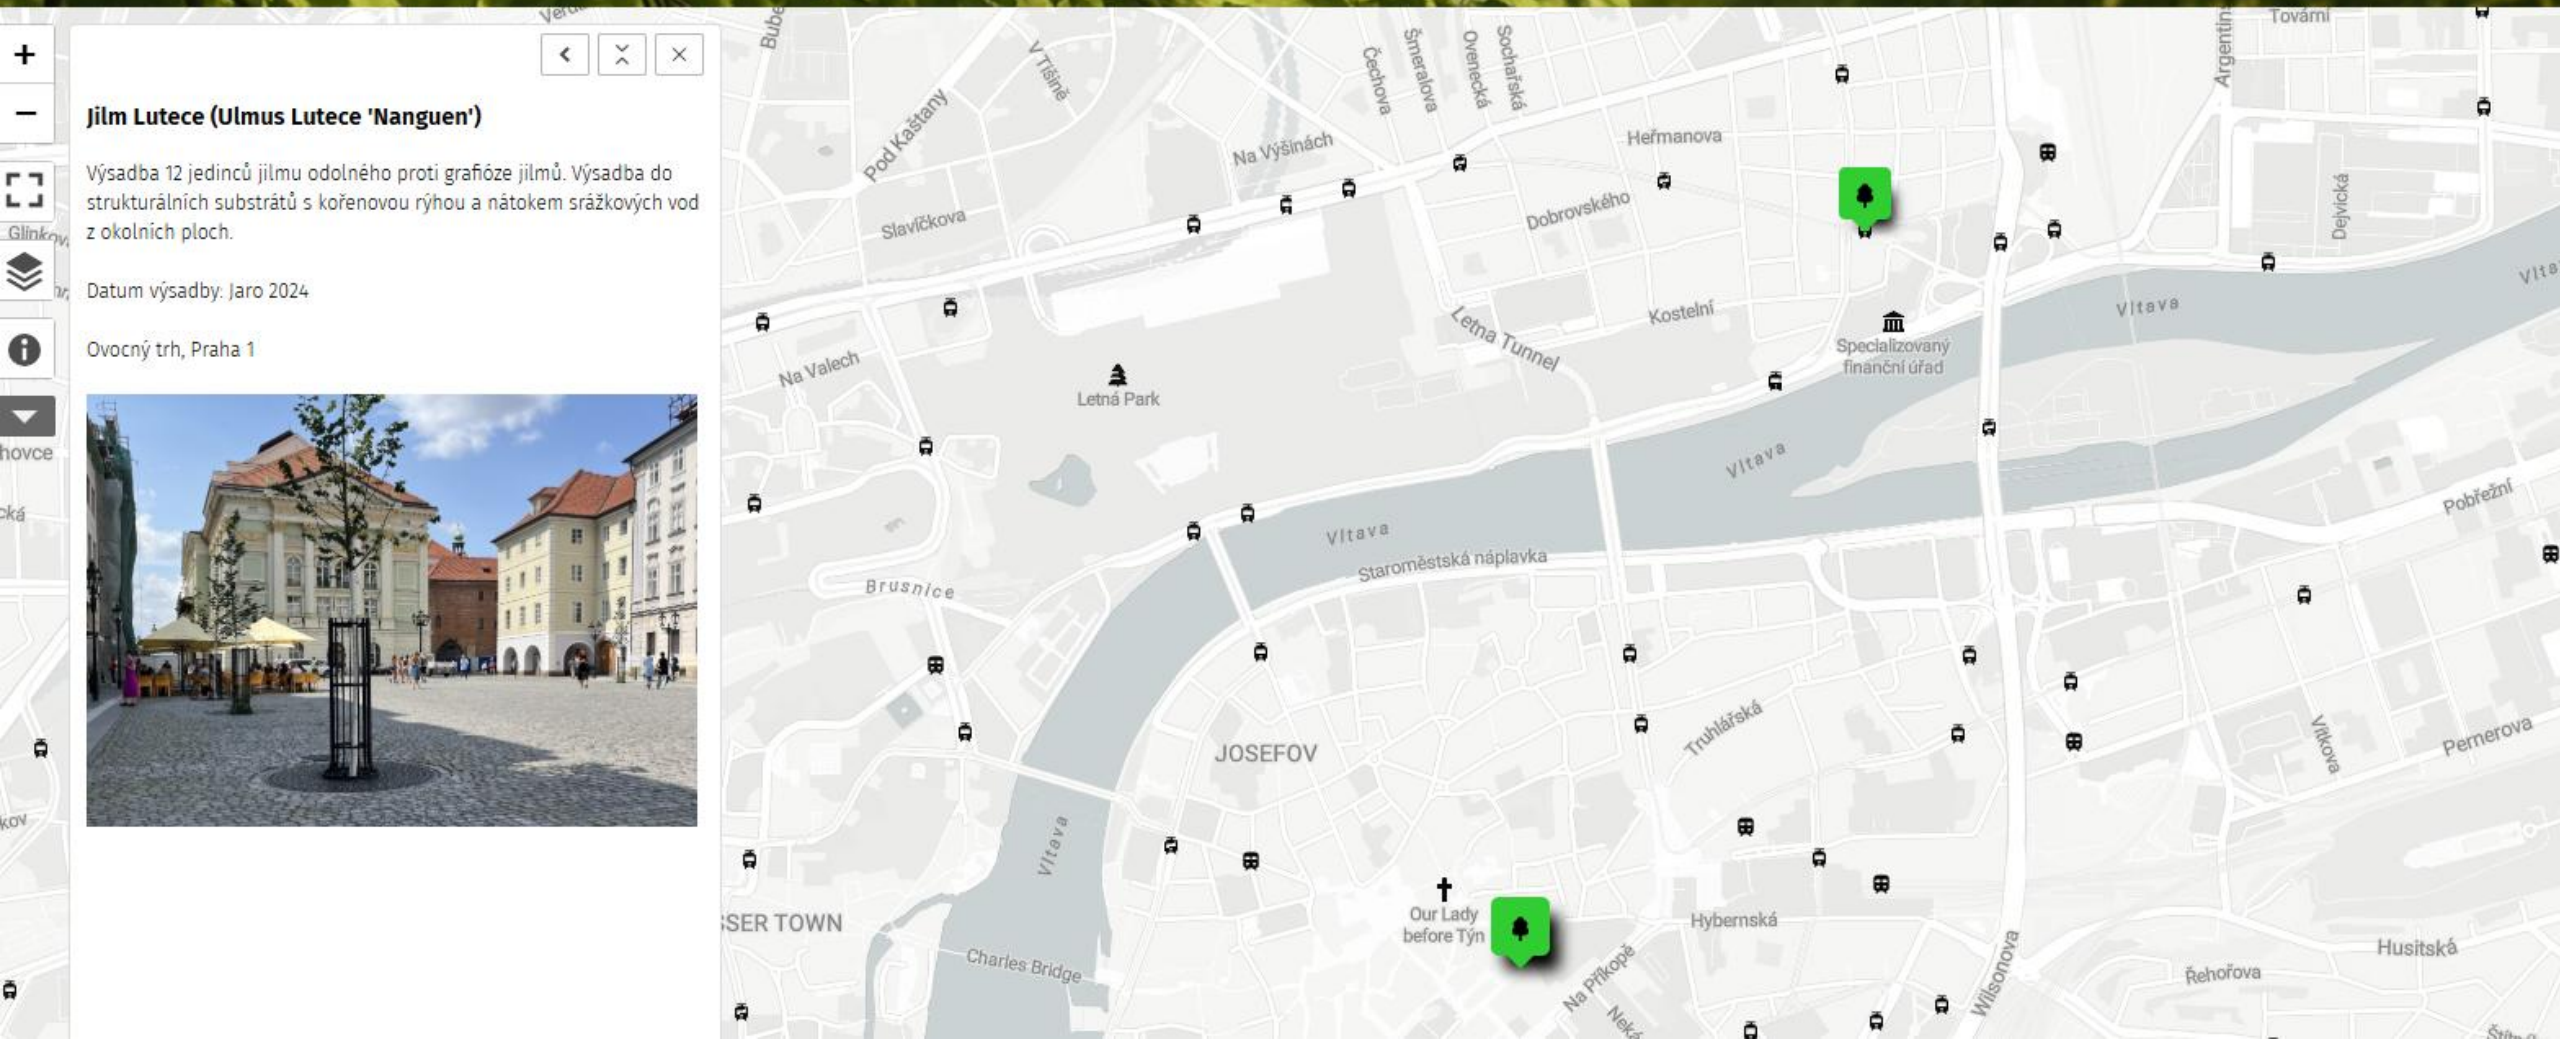 Jilm Lutece (Ulmus Lutece 'Nanguen')
Výsadba 12 jedinců jilmu odolného proti grafióze jilmů. Výsadba do
strukturálních substrátů s kořenovou rýhou a nátokem srážkových vod
z okolních ploch.
Datum výsadby: Jaro 2024
Ovocný trh, Praha 1
V Tišině
Pod Kaštany
Čechova
Šmeralova
Ovenecká
Sochařská
Tovární
Na Výšinách
Heřmanova
Slavíčkova
Dobrovského
Dejvická
Letna Tunnel
Kostelní
Vltava
Specializovaný
finanční úřad
Na Valech
Letná Park
Vltava
Vltava
Pobřežní
Staroměstská náplavka
Brusnice
JOSEFOV
Truhlářská
Vítkova
Pernerova
Vltava
SSER TOWN
Our Lady
before Týn
Hybernská
Charles Bridge
Na Příkopě
Wilsonova
Husitská
Řehořova